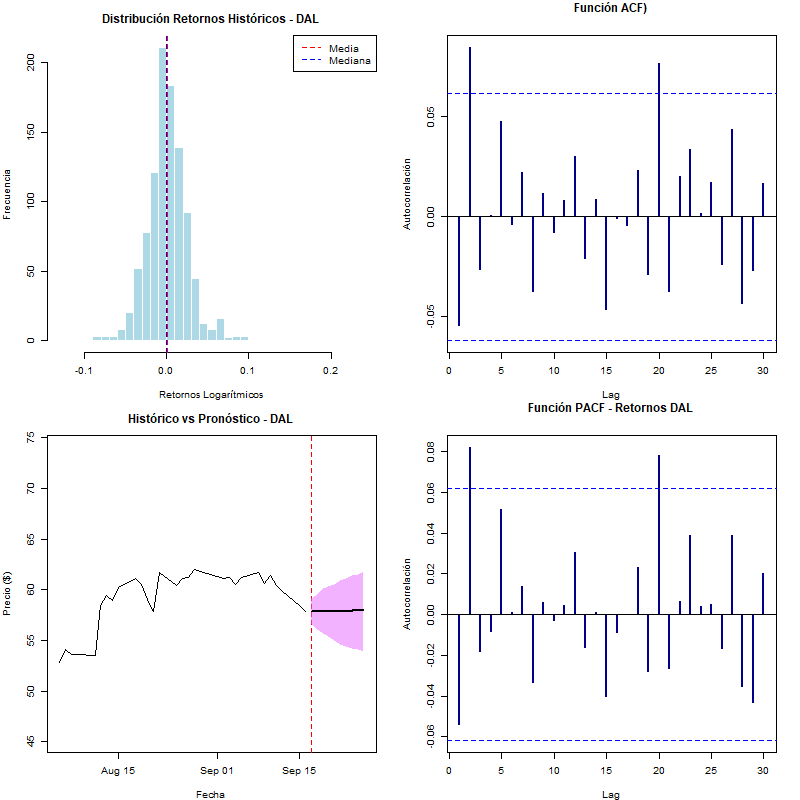 Distribución Retornos Históricos - DAL
Media
Mediana
Frecuencia
0
50
100
150
200
-0.1
0.0
0.1
0.2
Retornos Logarítmicos
Función ACF)
Autocorrelación
-0.05
0.00
0.05
0
5
10
15
20
25
30
Lag
Histórico vs Pronóstico - DAL
Precio ($)
45
50
55
60
65
70
75
Aug 15
Sep 01
Sep 15
Fecha
Función PACF - Retornos DAL
Autocorrelación
-0.06
-0.04
-0.02
0.00
0.02
0.04
0.06
0.08
0
5
10
15
20
25
30
Lag